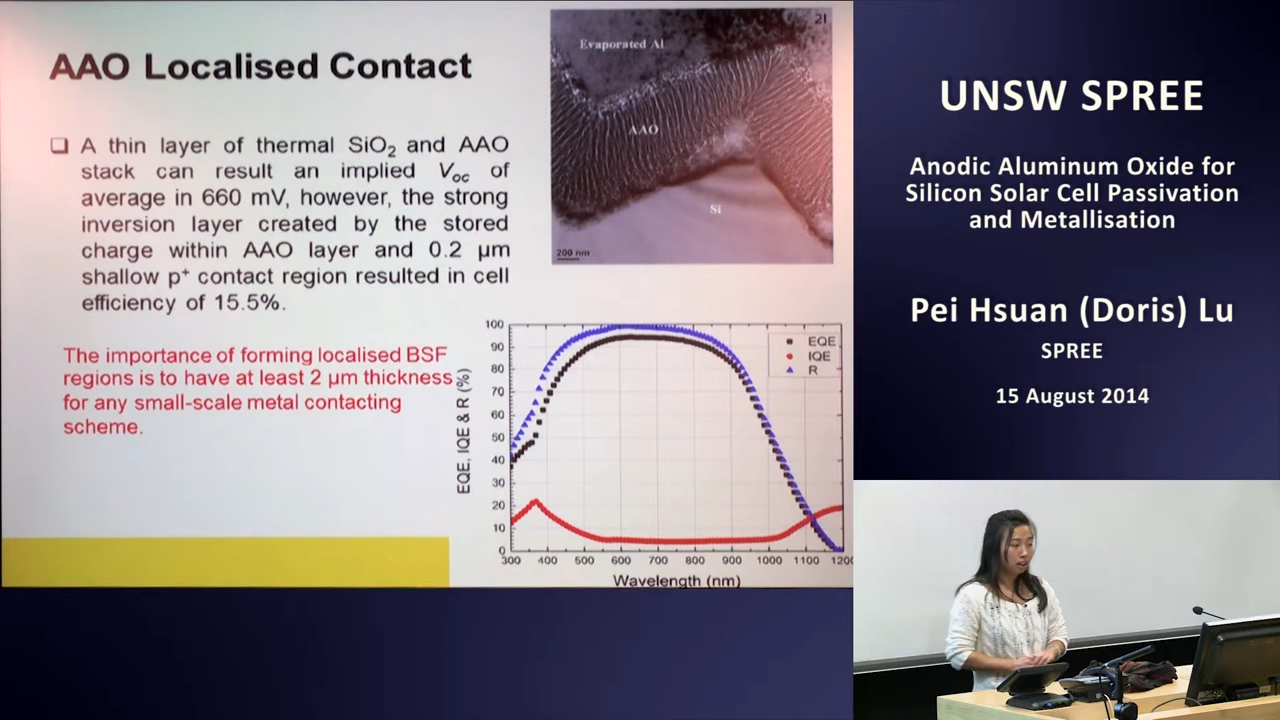 AAO Localised Contact
❑ A thin layer of thermal SiO₂ and AAO
stack can result an implied Voc of
average in 660 mV, however, the strong
inversion layer created by the stored
charge within AAO layer and 0.2 µm
shallow p⁺ contact region resulted in cell
efficiency of 15.5%.
The importance of forming localised BSF
regions is to have at least 2 µm thickness
for any small-scale metal contacting
scheme.
21
Evaporated Al
AAO
Si
200 nm
100
90
80
70
60
50
40
30
20
10
0
EQE, IQE & R (%)
EQE
IQE
R
300 400 500 600 700 800 900 1000 1100 1200
Wavelength (nm)
UNSW SPREE
Anodic Aluminum Oxide for
Silicon Solar Cell Passivation
and Metallisation
Pei Hsuan (Doris) Lu
SPREE
15 August 2014